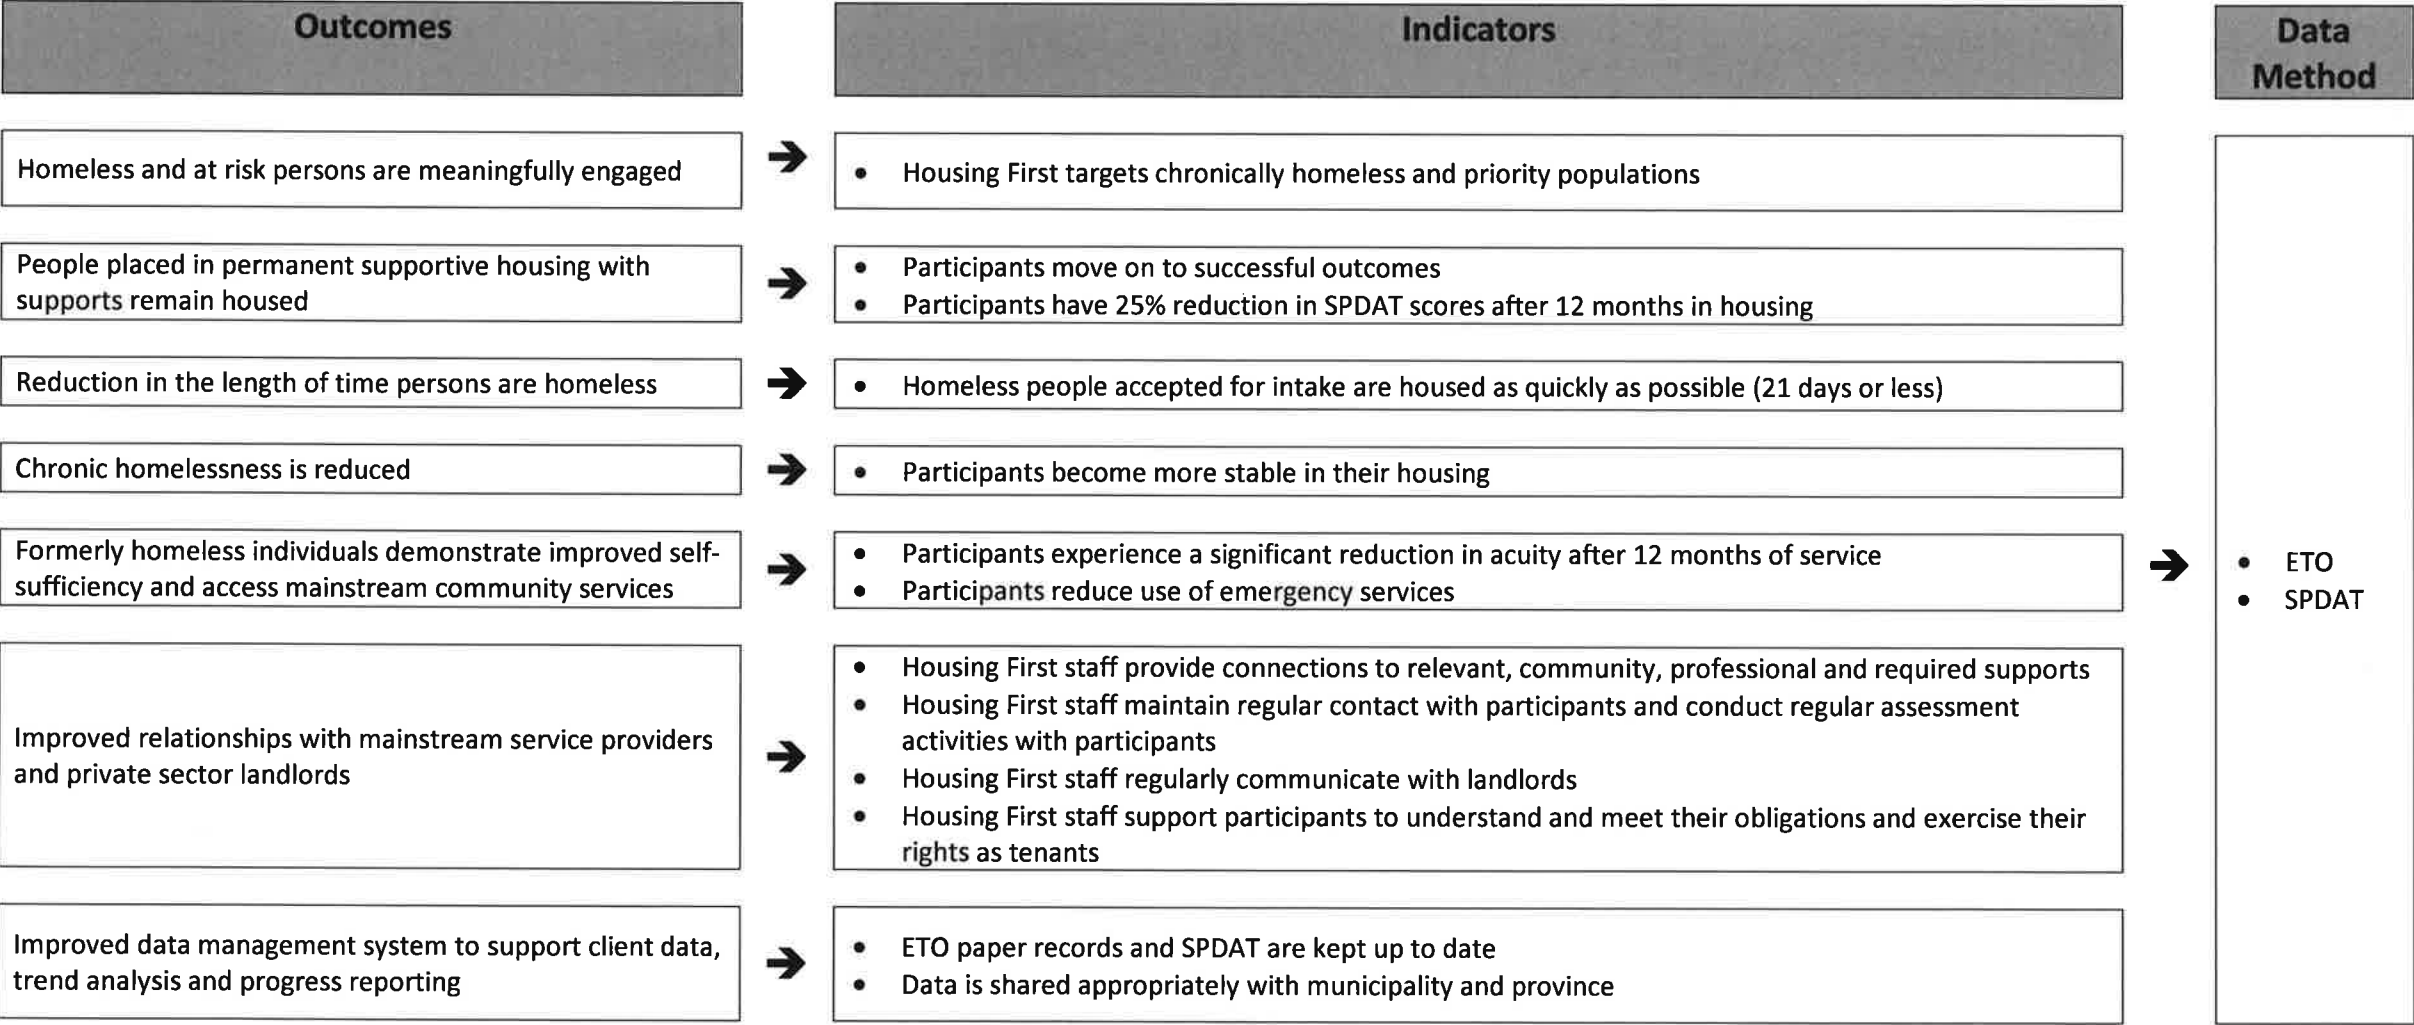 Outcomes
Indicators
Data
Method
Homeless and at risk persons are meaningfully engaged
• Housing First targets chronically homeless and priority populations
People placed in permanent supportive housing with
supports remain housed
• Participants move on to successful outcomes
• Participants have 25% reduction in SPDAT scores after 12 months in housing
Reduction in the length of time persons are homeless
• Homeless people accepted for intake are housed as quickly as possible (21 days or less)
Chronic homelessness is reduced
• Participants become more stable in their housing
Formerly homeless individuals demonstrate improved self-
sufficiency and access mainstream community services
• Participants experience a significant reduction in acuity after 12 months of service
• Participants reduce use of emergency services
Improved relationships with mainstream service providers
and private sector landlords
• Housing First staff provide connections to relevant, community, professional and required supports
• Housing First staff maintain regular contact with participants and conduct regular assessment
activities with participants
• Housing First staff regularly communicate with landlords
• Housing First staff support participants to understand and meet their obligations and exercise their
rights as tenants
Improved data management system to support client data,
trend analysis and progress reporting
• ETO paper records and SPDAT are kept up to date
• Data is shared appropriately with municipality and province
• ETO
• SPDAT